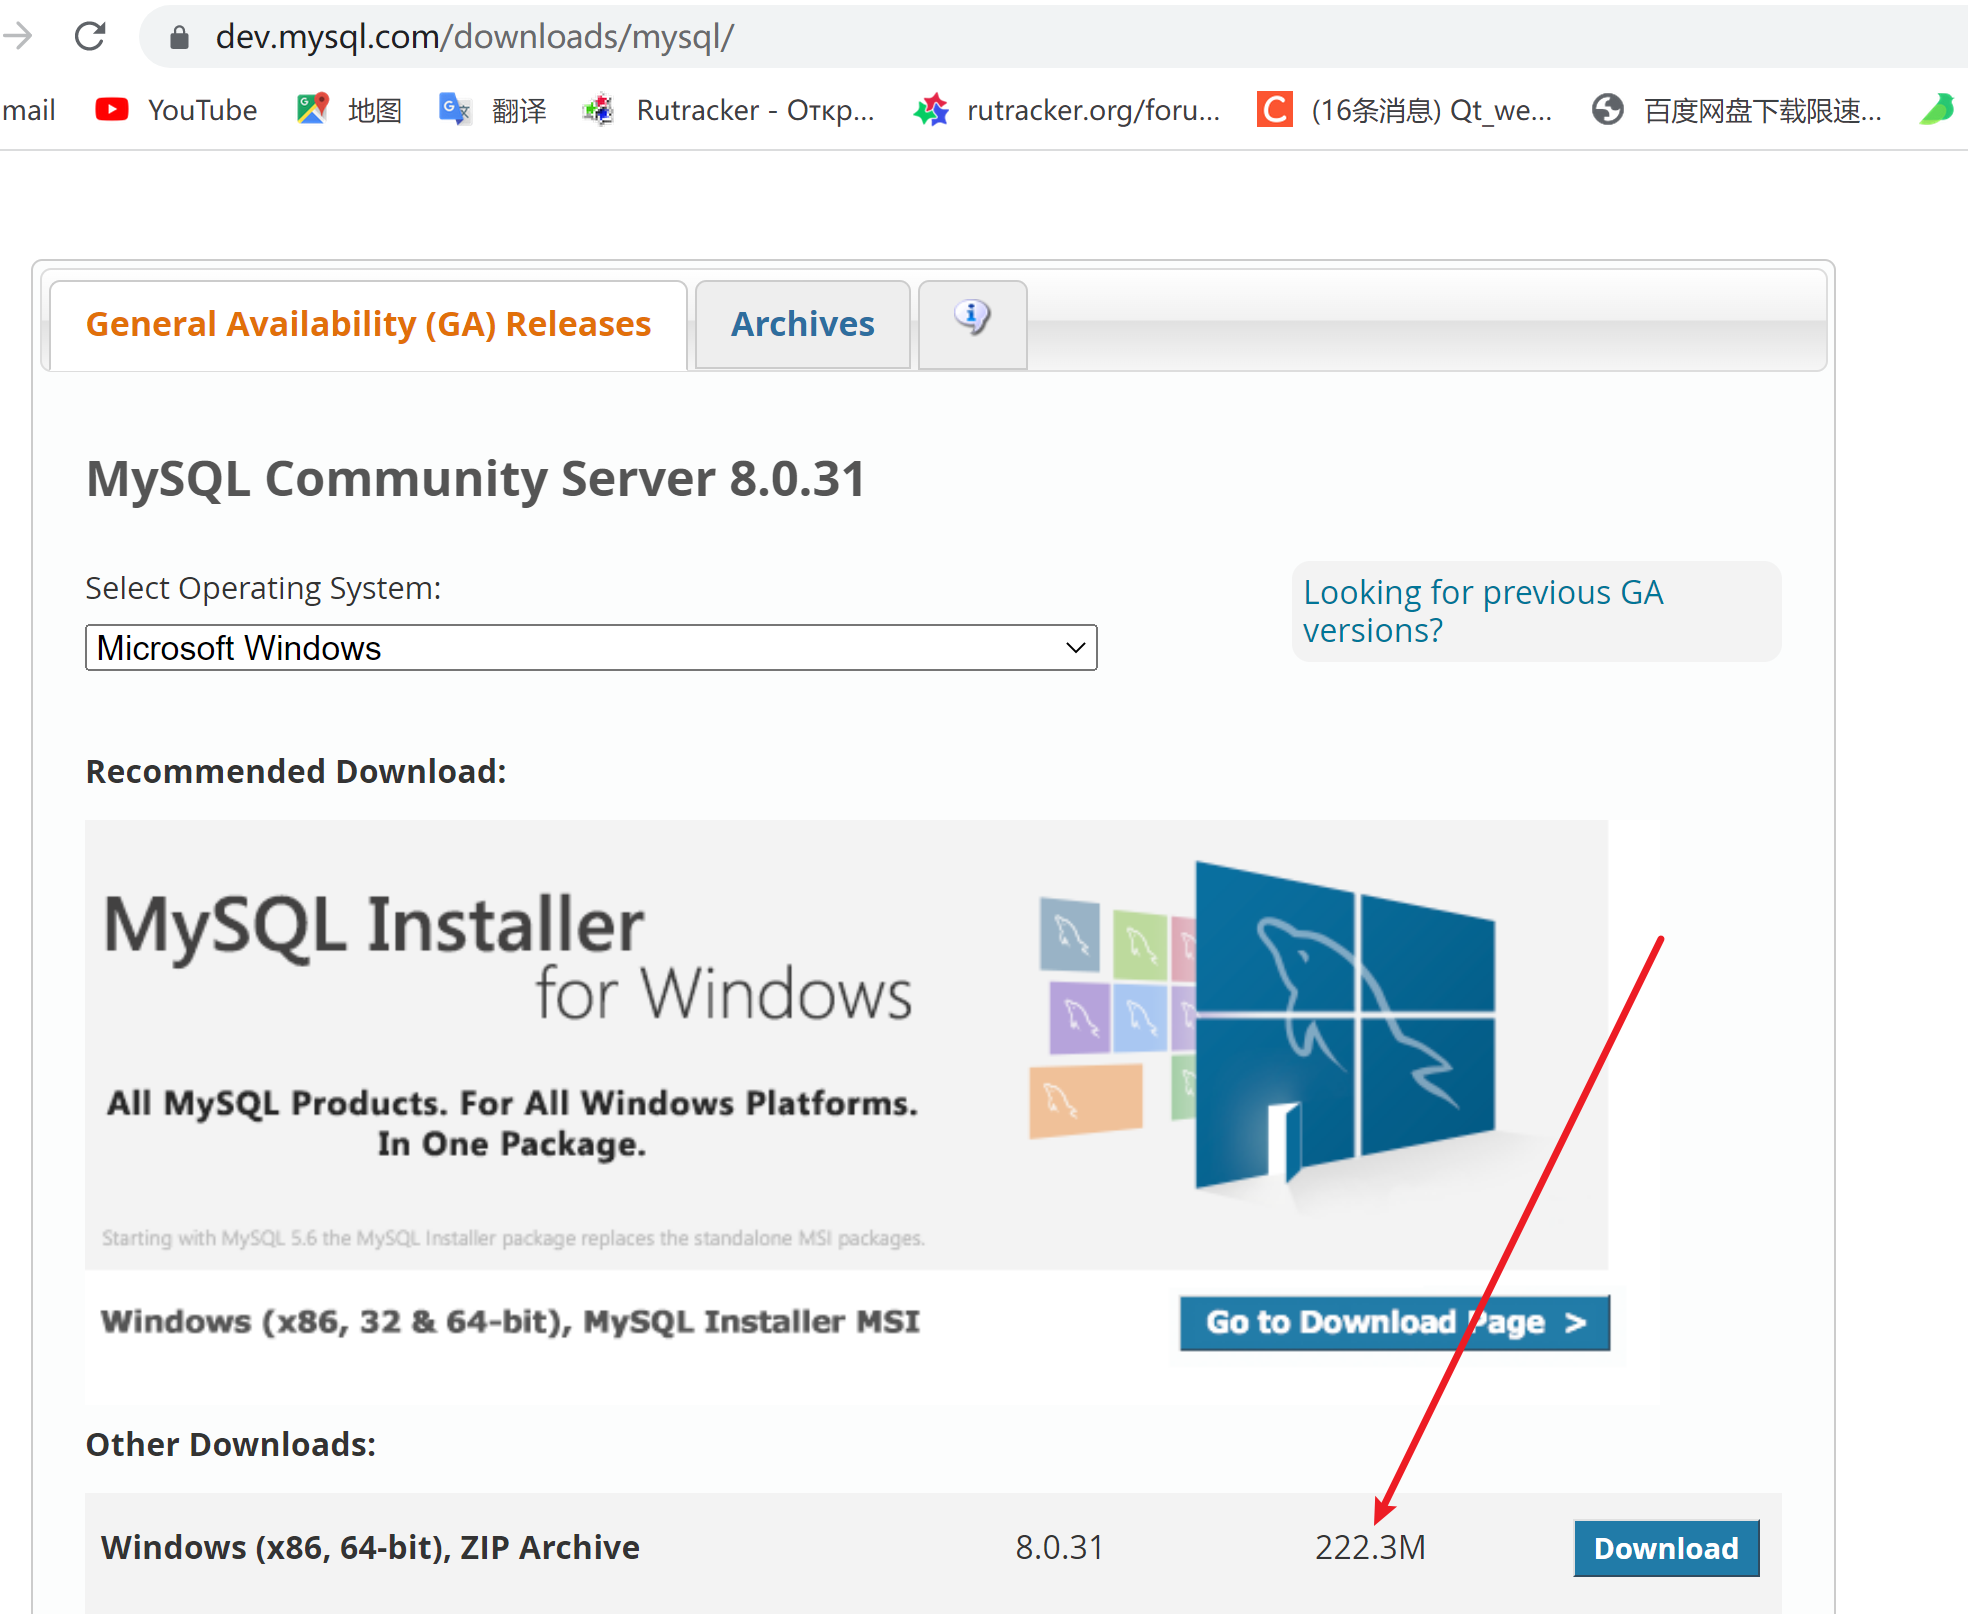 dev.mysql.com/downloads/mysql/
mail YouTube 地图 翻译 Rutracker - Откр... rutracker.org/foru... (16条消息) Qt_we... 百度网盘下载限速...
General Availability (GA) Releases Archives
MySQL Community Server 8.0.31
Select Operating System:
Looking for previous GA
versions?
Microsoft Windows
Recommended Download:
MySQL Installer
for Windows
All MySQL Products. For All Windows Platforms.
In One Package.
Starting with MySQL 5.6 the MySQL Installer package replaces the standalone MSI packages.
Windows (x86, 32 & 64-bit), MySQL Installer MSI Go to Download Page >
Other Downloads:
Windows (x86, 64-bit), ZIP Archive 8.0.31 222.3M Download